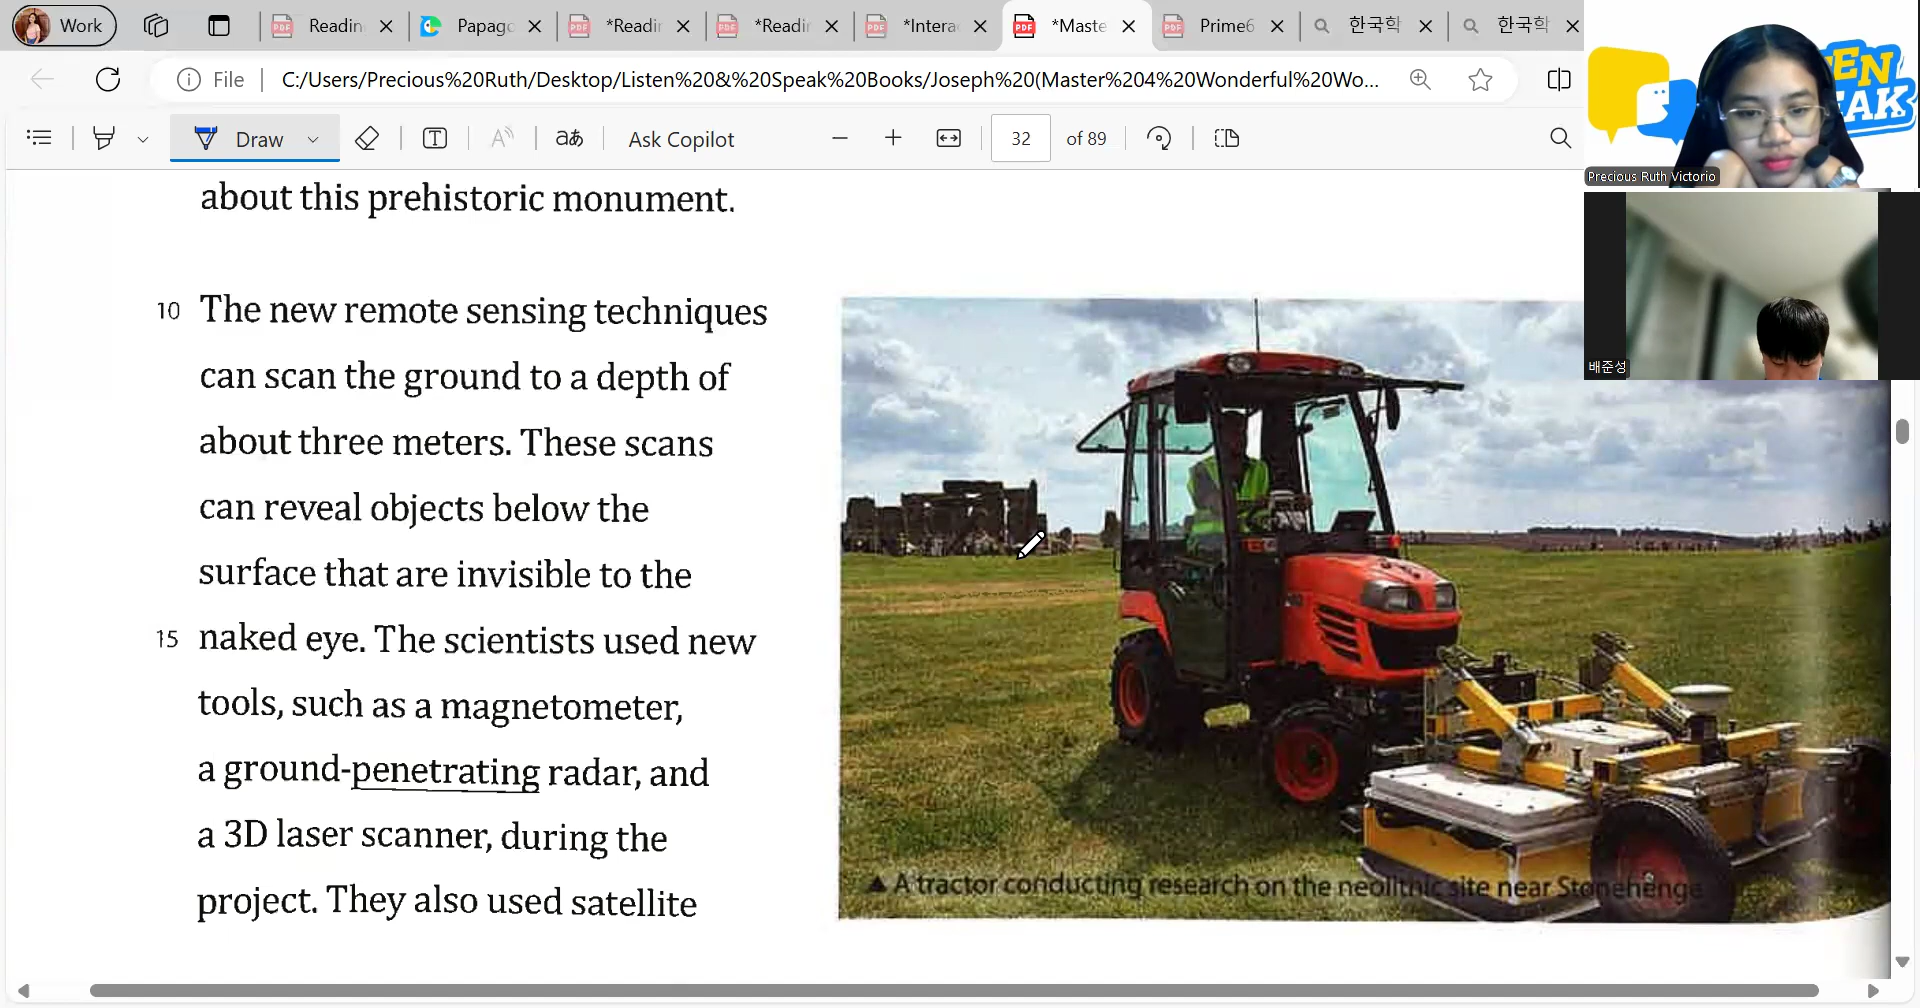 Work
Readin
Papago
*Readin
*Readin
*Interac
*Maste
Prime6
한국학
한국학
File
C:/Users/Precious%20Ruth/Desktop/Listen%20&%20Speak%20Books/Joseph%20(Master%204%20Wonderful%20Wo...
Draw
Ask Copilot
32
of 89
Precious Ruth Victorio
배준성
about this prehistoric monument.
10 The new remote sensing techniques
can scan the ground to a depth of
about three meters. These scans
can reveal objects below the
surface that are invisible to the
15 naked eye. The scientists used new
tools, such as a magnetometer,
a ground-penetrating radar, and
a 3D laser scanner, during the
project. They also used satellite
▲ A tractor conducting research on the neolithic site near Stonehenge